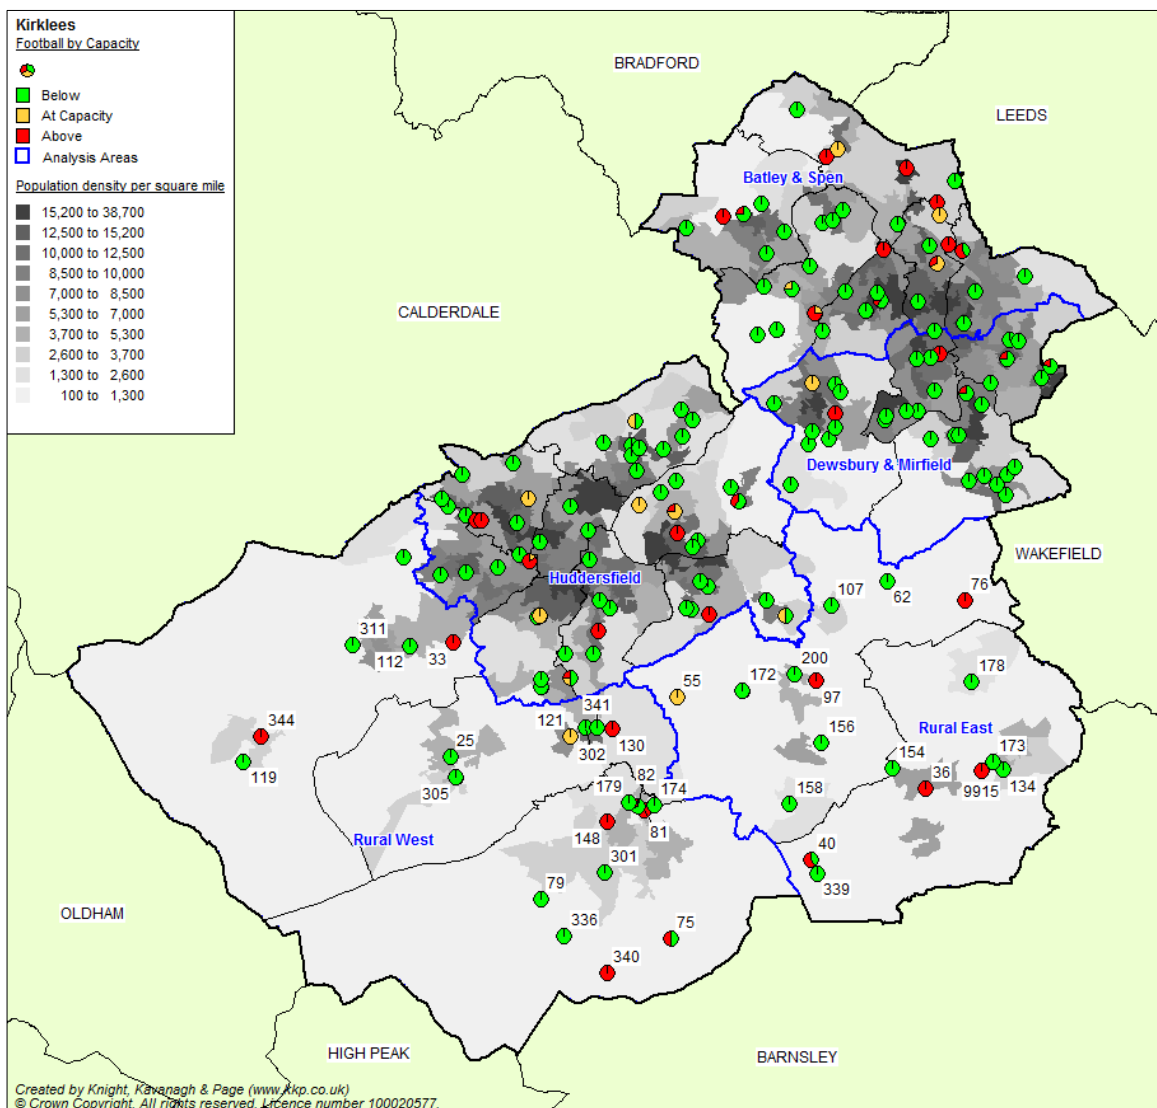 Kirklees
Football by Capacity
Below
At Capacity
Above
Analysis Areas
Population density per square mile
15,200 to 38,700
12,500 to 15,200
10,000 to 12,500
8,500 to 10,000
7,000 to 8,500
5,300 to 7,000
3,700 to 5,300
2,600 to 3,700
1,300 to 2,600
100 to 1,300
BRADFORD
LEEDS
Batley & Spen
CALDERDALE
Dewsbury & Mirfield
WAKEFIELD
Huddersfield
107
62
76
311
112
33
200
178
172
97
55
344
341
121
302
130
156
Rural East
25
119
305
154
173
36
9915
134
82
179
174
158
148
81
Rural West
301
40
339
79
OLDHAM
336
75
340
HIGH PEAK
BARNSLEY
Created by Knight, Kavanagh & Page (www.kkp.co.uk)
© Crown Copyright. All rights reserved. Licence number 100020577.